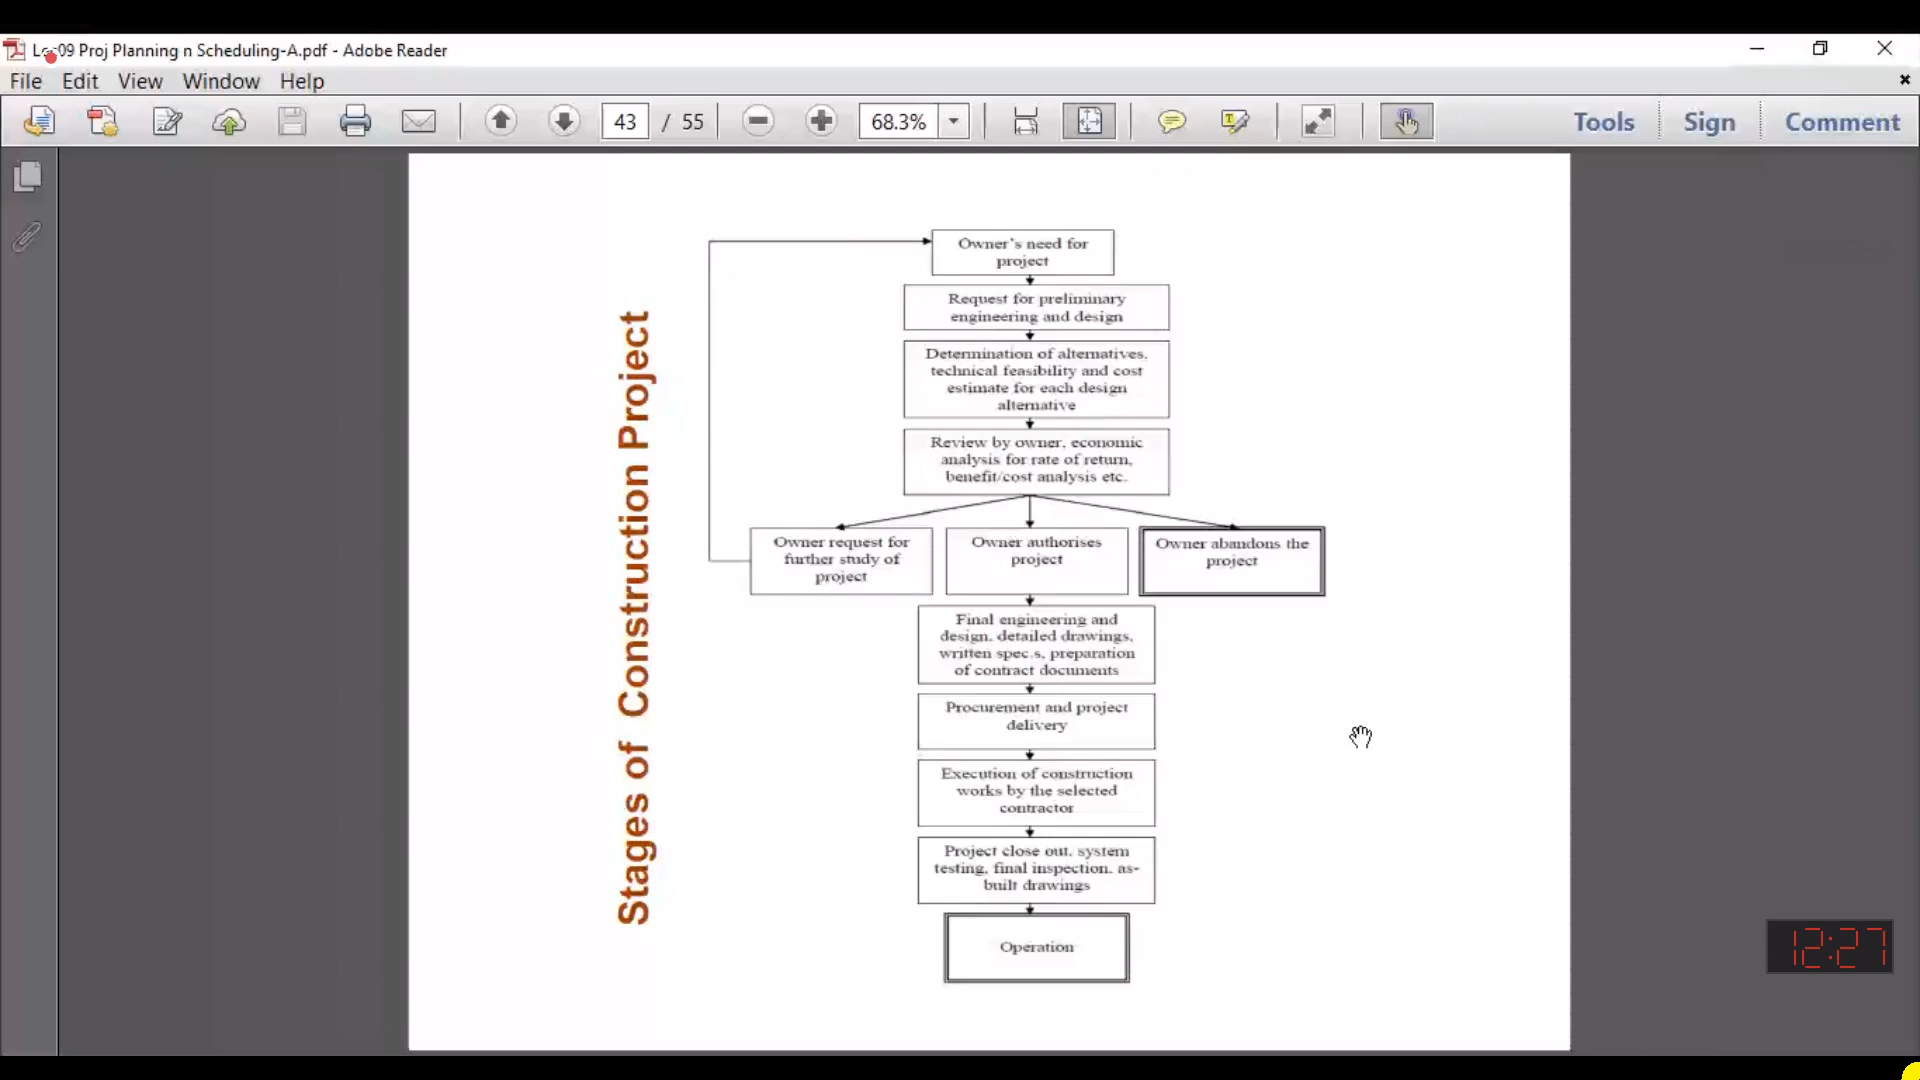 Lec09 Proj Planning n Scheduling-A.pdf - Adobe Reader
File Edit View Window Help
43 / 55 68.3% Tools Sign Comment
Stages of Construction Project
Owner's need for
project
Request for preliminary
engineering and design
Determination of alternatives.
technical feasibility and cost
estimate for each design
alternative
Review by owner, economic
analysis for rate of return,
benefit/cost analysis etc.
Owner request for
further study of
project
Owner authorises
project
Owner abandons the
project
Final engineering and
design, detailed drawings,
written spec.s, preparation
of contract documents
Procurement and project
delivery
Execution of construction
works by the selected
contractor
Project close out, system
testing, final inspection, as-
built drawings
Operation
12:27